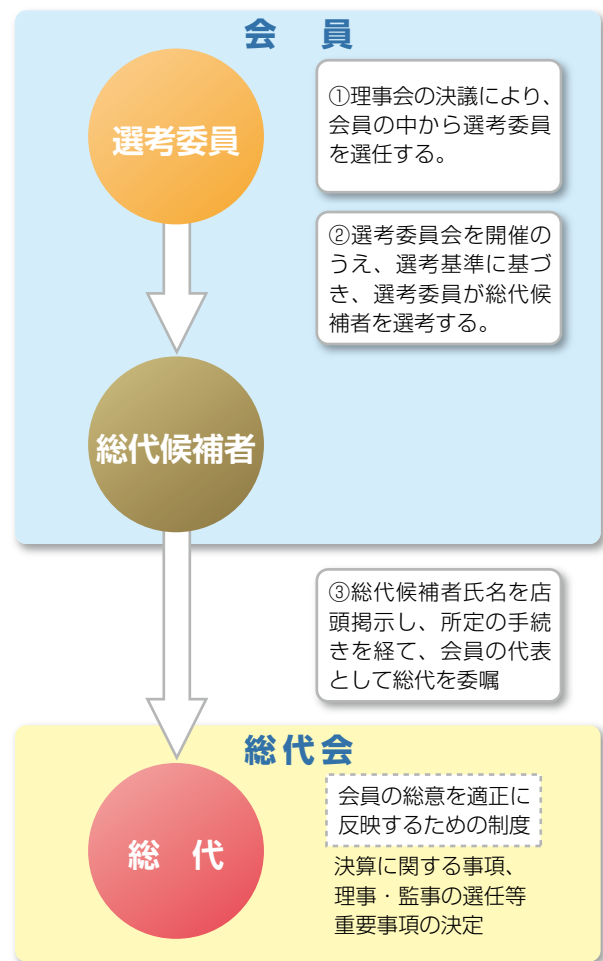 会 員
選考委員
①理事会の決議により、
会員の中から選考委員
を選任する。
②選考委員会を開催の
うえ、選考基準に基づ
き、選考委員が総代候
補者を選考する。
総代候補者
③総代候補者氏名を店
頭掲示し、所定の手続
きを経て、会員の代表
として総代を委嘱
総代会
総 代
会員の総意を適正に
反映するための制度
決算に関する事項、
理事・監事の選任等
重要事項の決定